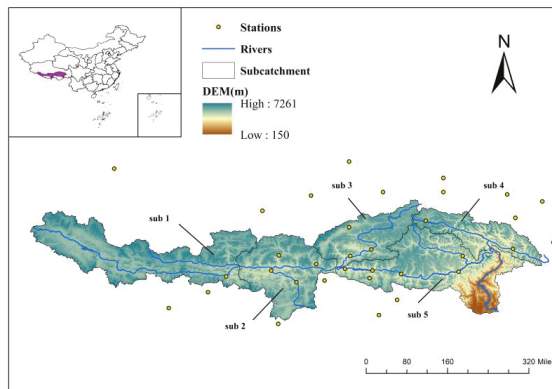 Stations
Rivers
Subcatchment
DEM(m)
High : 7261
Low : 150
N
sub 3
sub 4
sub 1
sub 2
sub 5
0 80 160 320 Miles